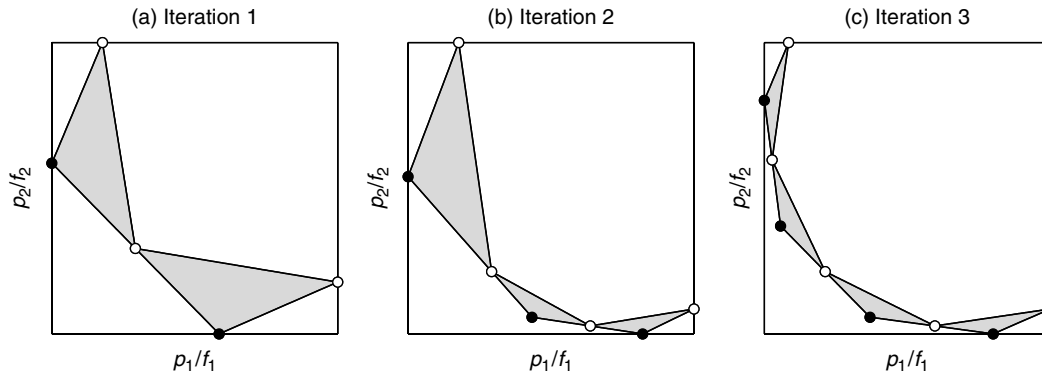 (a) Iteration 1
(b) Iteration 2
(c) Iteration 3
p2/f2
p2/f2
p2/f2
p1/f1
p1/f1
p1/f1